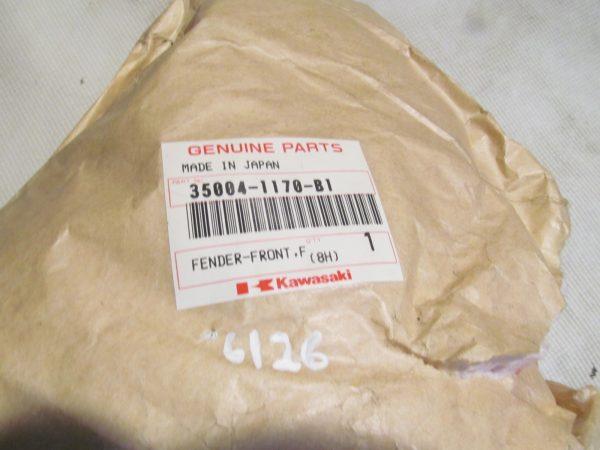 GENUINE PARTS
MADE IN JAPAN
PART NO.
35004-1170-B1
QTY
1
FENDER-FRONT,F
(8H)
Kawasaki
6126